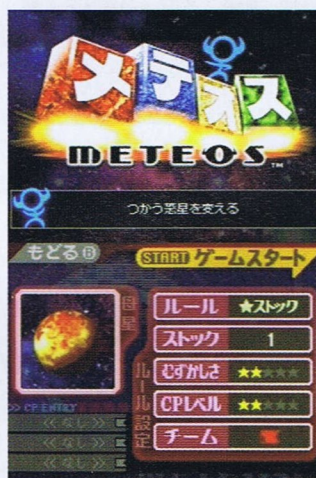 メテオス
METEOS™
つかう惑星を変える
もどるB
START ゲームスタート
惑星
ルール ★ストック
ストック 1
むずかしさ ★★★★★
CPレベル ★★★★★
チーム
ルール設定
>> CP ENTRY
<<なし>>
<<なし>>
<<なし>>